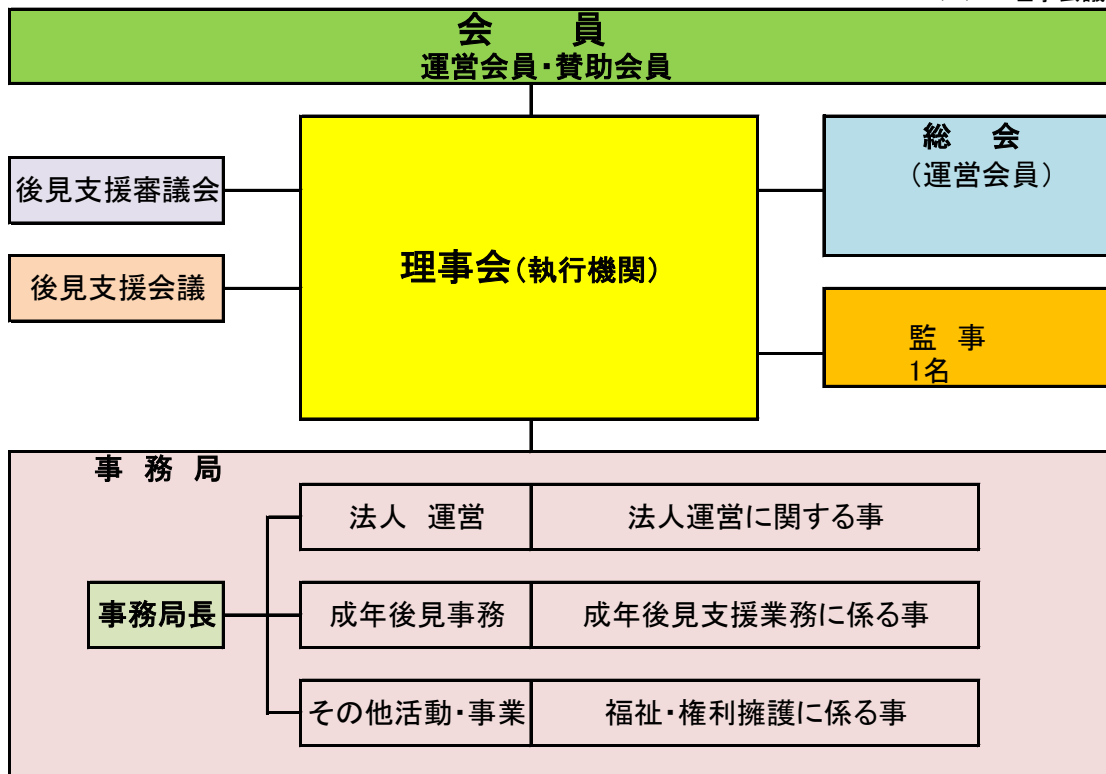 会 員
運営会員・賛助会員
総 会
（運営会員）
後見支援審議会
理事会（執行機関）
後見支援会議
監 事
1名
事 務 局
法人 運営
法人運営に関する事
事務局長
成年後見事務
成年後見支援業務に係る事
その他活動・事業
福祉・権利擁護に係る事